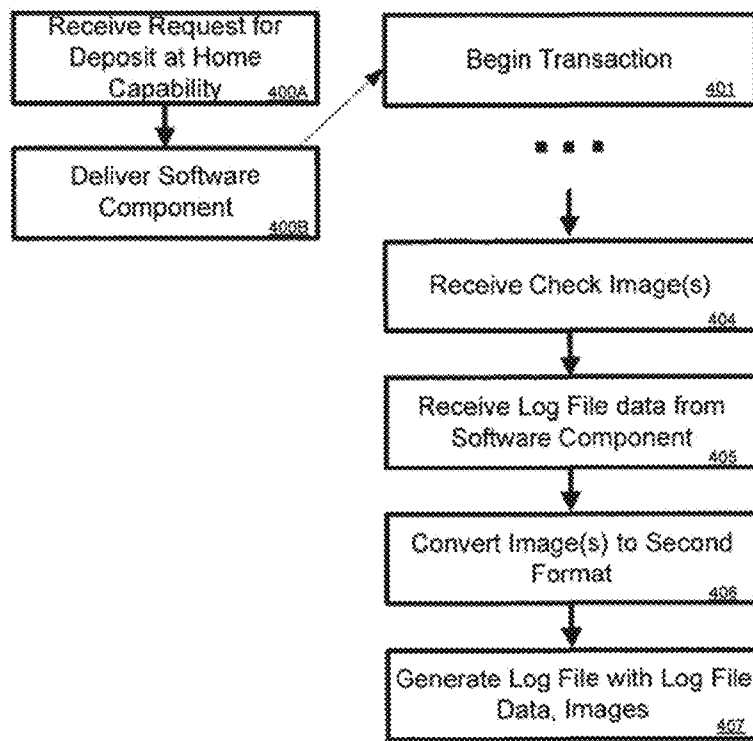 Receive Request for
Deposit at Home
Capability
400A
Deliver Software
Component
400B
Begin Transaction
401
...
Receive Check Image(s)
404
Receive Log File data from
Software Component
405
Convert Image(s) to Second
Format
406
Generate Log File with Log File
Data, Images
407